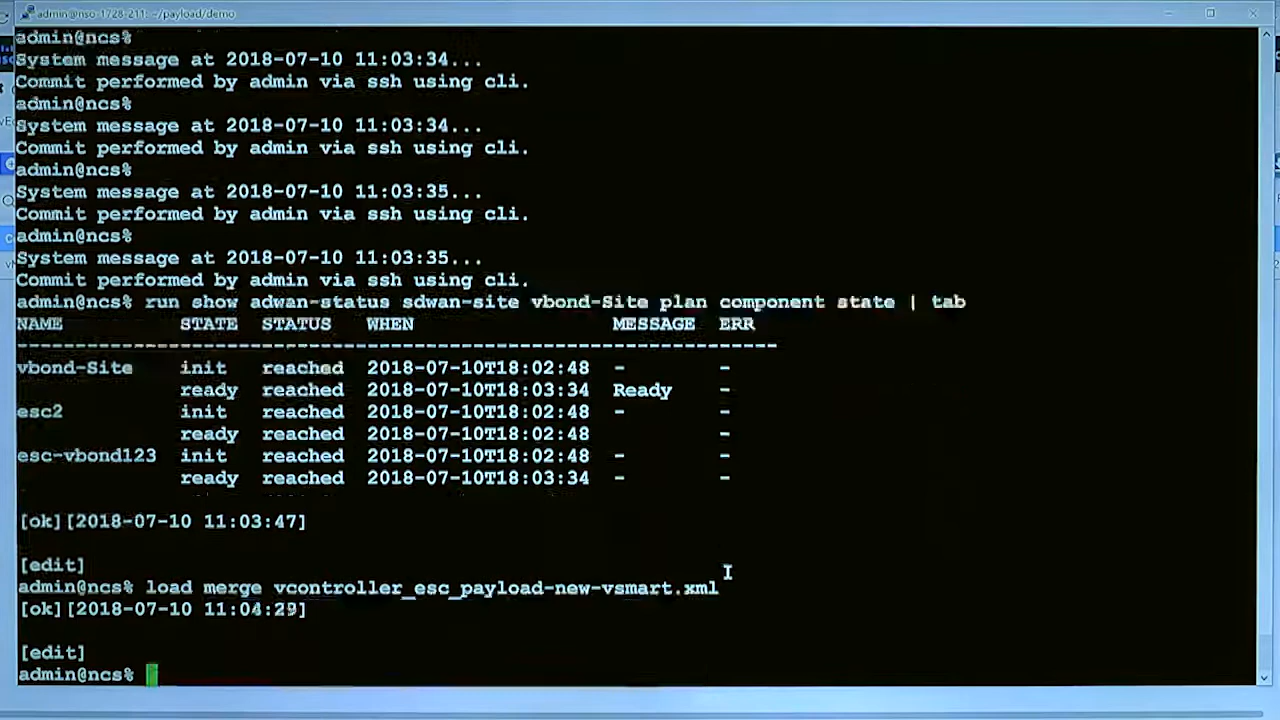 admin@nso-1728-211: ~/payload/demo
admin@ncs%
System message at 2018-07-10 11:03:34...
Commit performed by admin via ssh using cli.
admin@ncs%
System message at 2018-07-10 11:03:34...
Commit performed by admin via ssh using cli.
admin@ncs%
System message at 2018-07-10 11:03:35...
Commit performed by admin via ssh using cli.
admin@ncs%
System message at 2018-07-10 11:03:35...
Commit performed by admin via ssh using cli.
admin@ncs% run show adwan-status sdwan-site vbond-Site plan component state | tab
NAME STATE STATUS WHEN MESSAGE ERR
---------------------------------------------------------------------
vbond-Site init reached 2018-07-10T18:02:48 - -
ready reached 2018-07-10T18:03:34 Ready -
esc2 init reached 2018-07-10T18:02:48 - -
ready reached 2018-07-10T18:02:48 -
esc-vbond123 init reached 2018-07-10T18:02:48 - -
ready reached 2018-07-10T18:03:34 - -
[ok][2018-07-10 11:03:47]
[edit]
admin@ncs% load merge vcontroller_esc_payload-new-vsmart.xml
[ok][2018-07-10 11:04:29]
[edit]
admin@ncs%